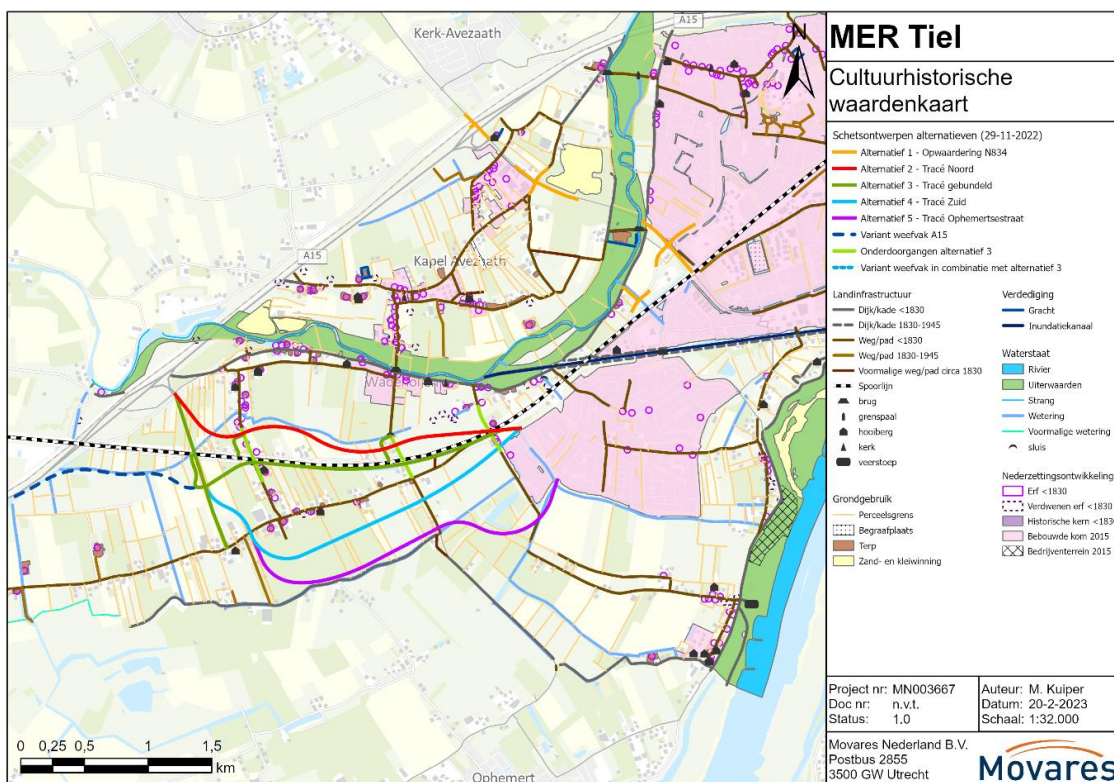 A15
Kerk-Avezaath
A15
Kapel Avezaath
Ophemert
0 0,25 0,5 1 1,5
km
MER Tiel
N
Cultuurhistorische
waardenkaart
Schetsontwerpen alternatieven (29-11-2022)
Alternatief 1 - Opwaardering N834
Alternatief 2 - Tracé Noord
Alternatief 3 - Tracé gebundeld
Alternatief 4 - Tracé Zuid
Alternatief 5 - Tracé Ophemertsestraat
Variant weefvak A15
Onderdoorgangen alternatief 3
Variant weefvak in combinatie met alternatief 3
Landinfrastructuur
Dijk/kade <1830
Dijk/kade 1830-1945
Weg/pad <1830
Weg/pad 1830-1945
Voormalige weg/pad circa 1830
Spoorlijn
brug
grenspaal
hooiberg
kerk
veerstoep
Grondgebruik
Perceelsgrens
Begraafplaats
Terp
Zand- en kleiwinning
Verdediging
Gracht
Inundatiekanaal
Waterstaat
Rivier
Uiterwaarden
Strang
Wetering
Voormalige wetering
sluis
Nederzettingsontwikkeling
Erf <1830
Verdwenen erf <1830
Historische kern <183
Bebouwde kom 2015
Bedrijventerrein 2015
Project nr: MN003667
Doc nr: n.v.t.
Status: 1.0
Auteur: M. Kuiper
Datum: 20-2-2023
Schaal: 1:32.000
Movares Nederland B.V.
Postbus 2855
3500 GW Utrecht
Movares